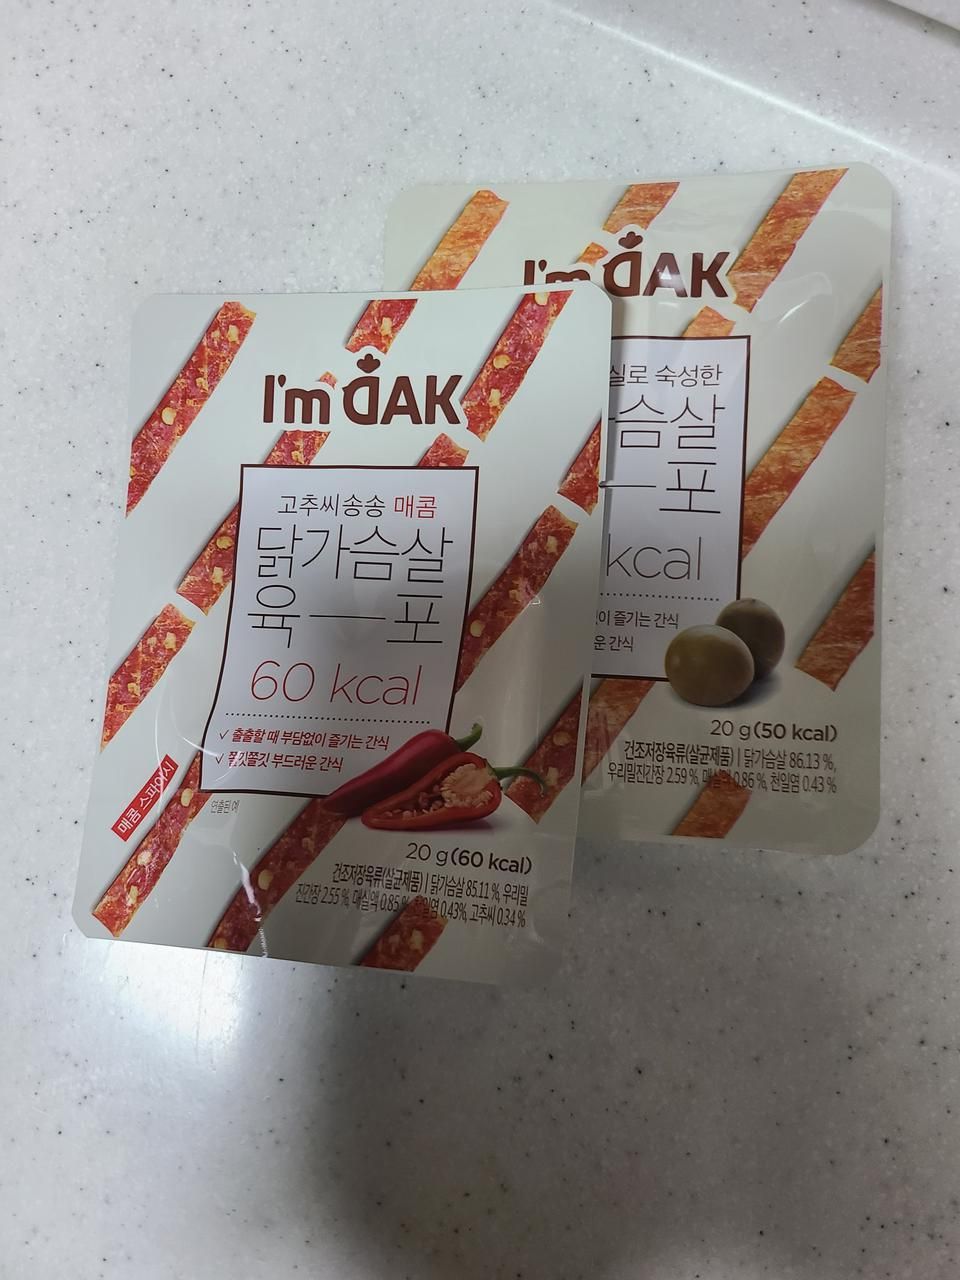 I'm DAK
고추씨송송 매콤
닭가슴살
육ㅡ포
60 kcal
✓ 출출할 때 부담없이 즐기는 간식
✓ 쫄깃쫄깃 부드러운 간식
매콤 스파이시
연출된 예
20 g(60 kcal)
건조저장육류(살균제품) | 닭가슴살 85.11 %, 우리밀
진간장 2.55 %, 매실액 0.85 %, 천일염 0.43%, 고추씨 0.34 %
I'm DAK
실로 숙성한
슴살
ㅡ포
kcal
이 즐기는 간식
운 간식
20 g(50 kcal)
건조저장육류(살균제품) | 닭가슴살 86.13 %,
우리밀진간장 2.59 %, 매실액 0.86 %, 천일염 0.43 %